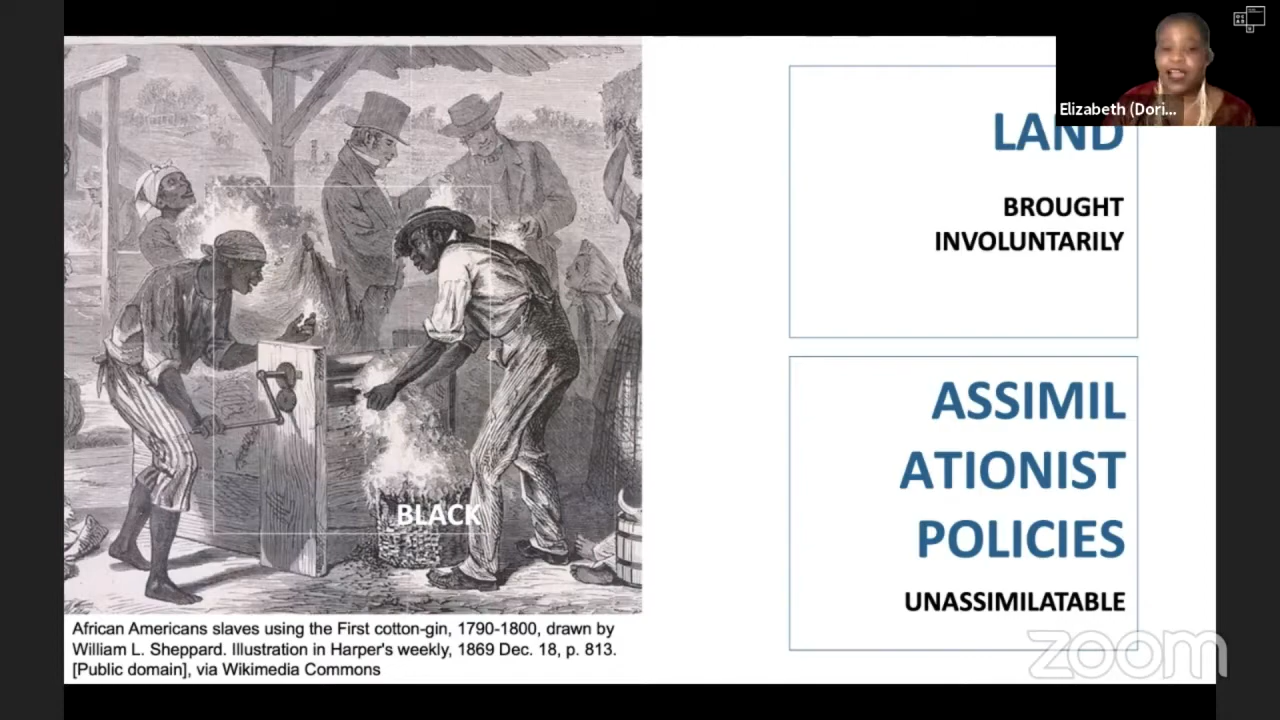 Elizabeth (Dori...
LAND
BROUGHT
INVOLUNTARILY
ASSIMIL
ATIONIST
POLICIES
UNASSIMILATABLE
BLACK
African Americans slaves using the First cotton-gin, 1790-1800, drawn by
William L. Sheppard. Illustration in Harper's weekly, 1869 Dec. 18, p. 813.
[Public domain], via Wikimedia Commons
zoom